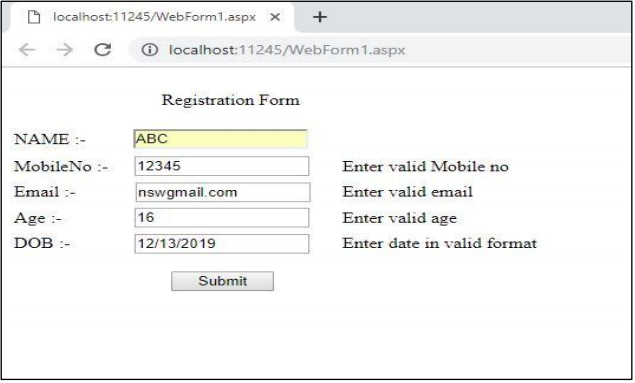 localhost:11245/WebForm1.aspx
localhost:11245/WebForm1.aspx
Registration Form
NAME :- ABC
MobileNo :- 12345 Enter valid Mobile no
Email :- nswgmail.com Enter valid email
Age :- 16 Enter valid age
DOB :- 12/13/2019 Enter date in valid format
Submit